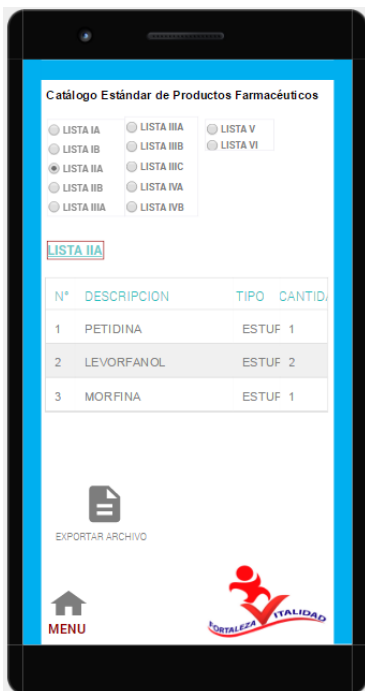 Catálogo Estándar de Productos Farmacéuticos
LISTA IA
LISTA IB
LISTA IIA
LISTA IIB
LISTA IIIA
LISTA IIIA
LISTA IIIB
LISTA IIIC
LISTA IVA
LISTA IVB
LISTA V
LISTA VI
LISTA IIA
N° DESCRIPCION TIPO CANTIDA
1 PETIDINA ESTUF 1
2 LEVORFANOL ESTUF 2
3 MORFINA ESTUF 1
EXPORTAR ARCHIVO
MENU
FORTALEZA VITALIDAD